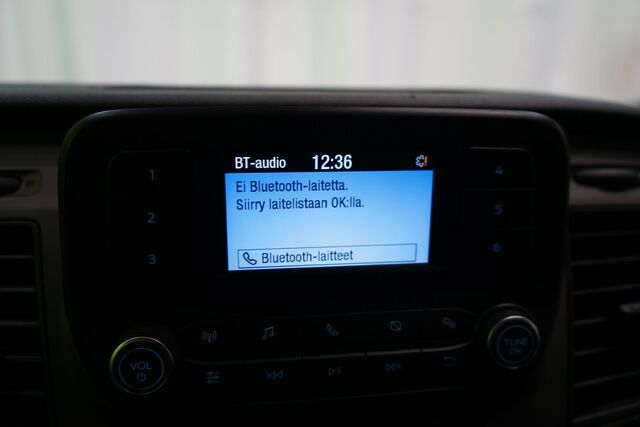 BT-audio 12:36
Ei Bluetooth-laitetta.
Siirry laitelistaan OK:lla.
Bluetooth-laitteet
1
2
3
4
5
6
VOL
TUNE
OK